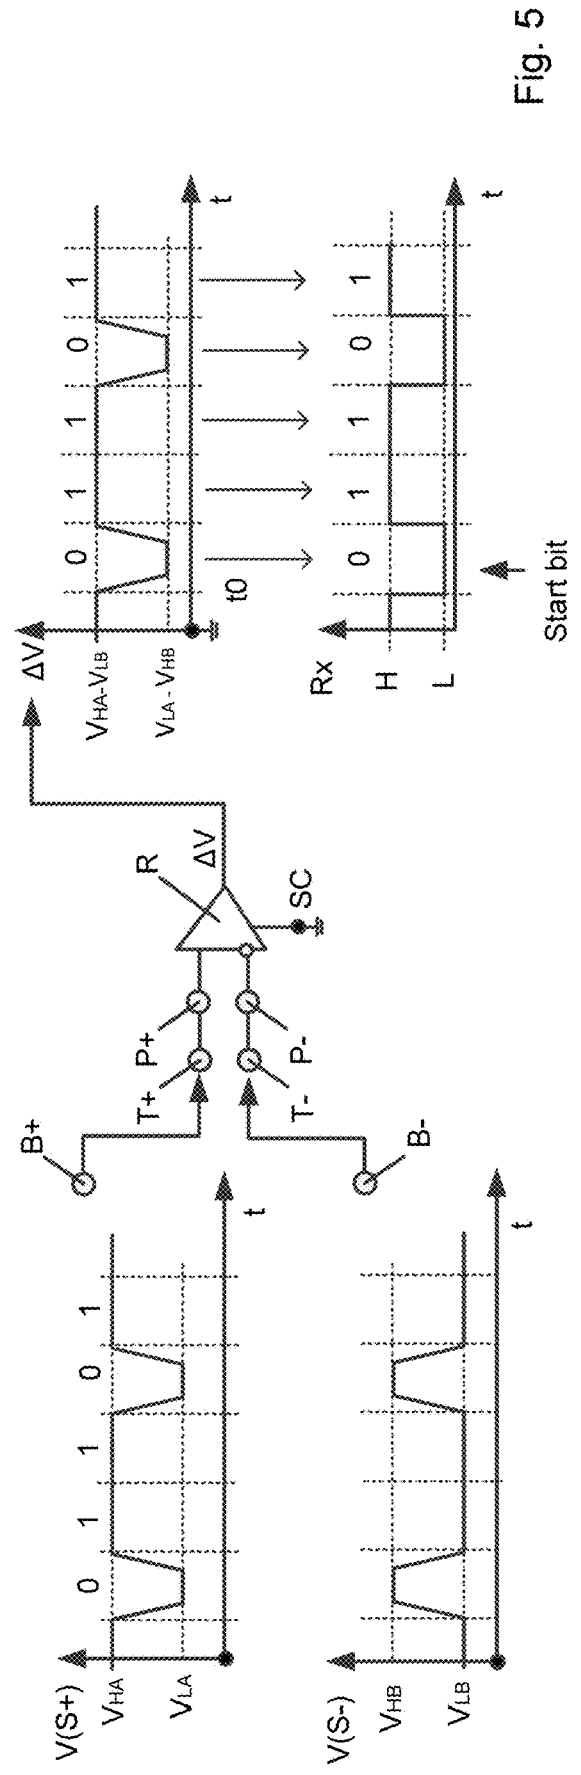 V(S+)
VHA
VLA
0 1 1 0 1
t
V(S-)
VHB
VLB
t
B+
B-
T+
P+
T-
P-
R
ΔV
SC
ΔV
VHA-VLB
VLA - VHB
0 1 1 0 1
t
t0
Rx
H
L
0 1 1 0 1
t
Start bit
Fig. 5